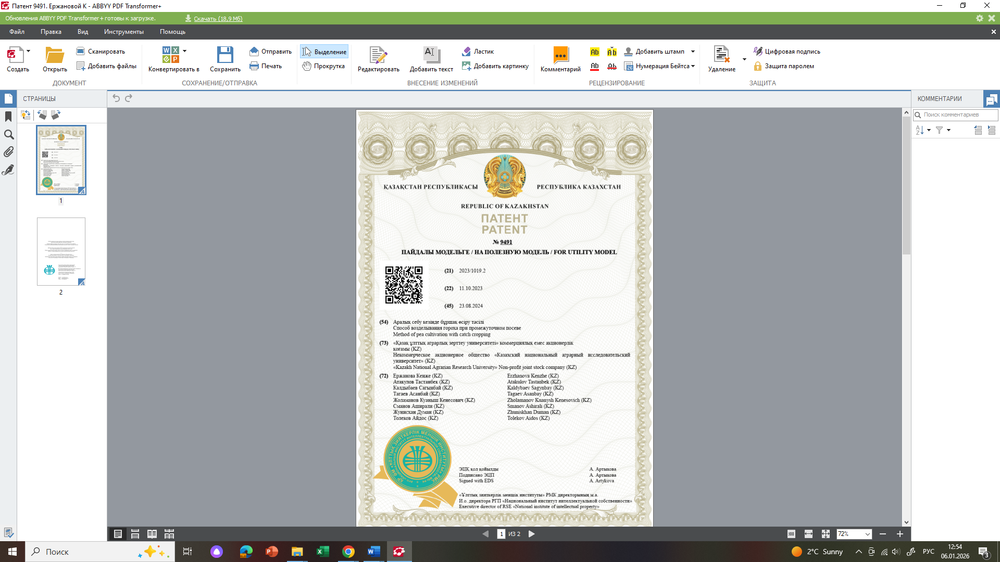 Патент 9491. Ержановой К - ABBYY PDF Transformer+
Обновления ABBYY PDF Transformer+ готовы к загрузке.
Скачать (18,9 Мб)
Файл
Правка
Вид
Инструменты
Помощь
Создать
Открыть
Сканировать
Добавить файлы
ДОКУМЕНТ
Конвертировать в
Сохранить
Отправить
Печать
СОХРАНЕНИЕ/ОТПРАВКА
Выделение
Прокрутка
Редактировать
Добавить текст
Ластик
Добавить картинку
ВНЕСЕНИЕ ИЗМЕНЕНИЙ
Комментарий
Добавить штамп
Нумерация Бейтса
РЕЦЕНЗИРОВАНИЕ
Удаление
Цифровая подпись
Защита паролем
ЗАЩИТА
СТРАНИЦЫ
1
2
КОММЕНТАРИИ
Поиск комментариев
ҚАЗАҚСТАН РЕСПУБЛИКАСЫ
РЕСПУБЛИКА КАЗАХСТАН
REPUBLIC OF KAZAKHSTAN
ПАТЕНТ
PATENT
№ 9491
ПАЙДАЛЫ МОДЕЛЬГЕ / НА ПОЛЕЗНУЮ МОДЕЛЬ / FOR UTILITY MODEL
(21) 2023/1019.2
(22) 11.10.2023
(45) 23.08.2024
(54) Аралық себу кезінде бұршақ өсіру тәсілі
Способ возделывания гороха при промежуточном посеве
Method of pea cultivation with catch cropping
(73) «Қазақ ұлттық аграрлық зерттеу университеті» коммерциялық емес акционерлік
қоғамы (KZ)
Некоммерческое акционерное общество «Казахский национальный аграрный исследовательский
университет» (KZ)
«Kazakh National Agrarian Research University» Non-profit joint stock company (KZ)
(72) Ержанова Кенже (KZ) Erzhanova Kenzhe (KZ)
Атакулов Тастанбек (KZ) Atakulov Tastanbek (KZ)
Калдыбаев Сагынбай (KZ) Kaldybaev Sagynbay (KZ)
Тагаев Асанбай (KZ) Tagaev Asanbay (KZ)
Жоламанов Куаныш Кенесович (KZ) Zholamanov Kuanysh Kenesovich (KZ)
Сманов Аширали (KZ) Smanov Ashirali (KZ)
Жунисхан Думан (KZ) Zhuniskhan Duman (KZ)
Толеков Айдос (KZ) Tolekov Aidos (KZ)
ЭЦҚ қол қойылды А. Артыкова
Подписано ЭЦП А. Артыкова
Signed with EDS A. Artykova
«Ұлттық зияткерлік меншік институты» РМК директорының м.а.
И.о. директора РГП «Национальный институт интеллектуальной собственности»
Executive director of RSE «National institute of intellectual property»
1 ИЗ 2
72%
Поиск
2°C Sunny
РУС
12:54
06.01.2026
3